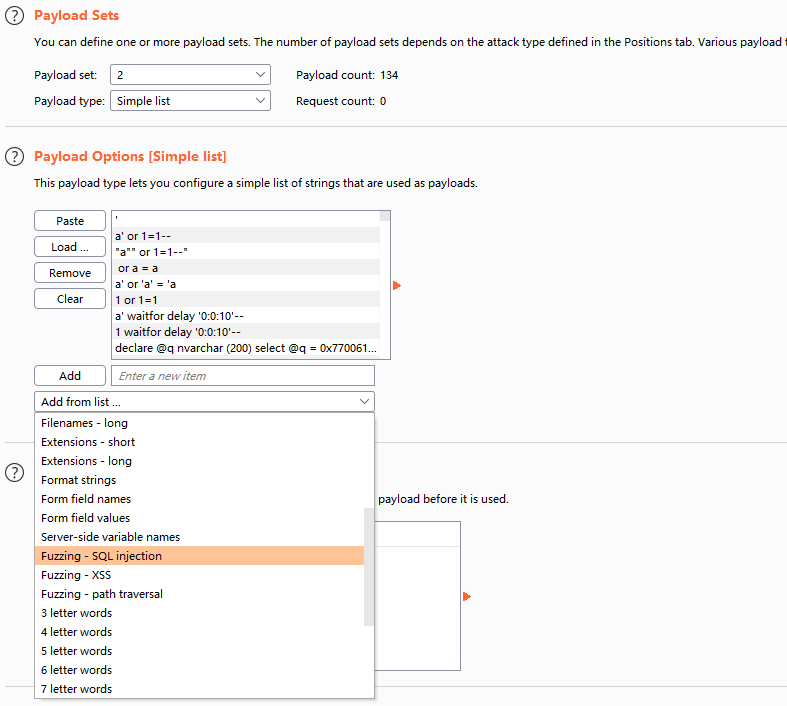 Payload Sets
You can define one or more payload sets. The number of payload sets depends on the attack type defined in the Positions tab. Various payload
Payload set: 2 Payload count: 134
Payload type: Simple list Request count: 0
Payload Options [Simple list]
This payload type lets you configure a simple list of strings that are used as payloads.
Paste
Load ...
Remove
Clear
'
a' or 1=1--
"a"" or 1=1--"
or a = a
a' or 'a' = 'a
1 or 1=1
a' waitfor delay '0:0:10'--
1 waitfor delay '0:0:10'--
declare @q nvarchar (200) select @q = 0x770061...
Add Enter a new item
Add from list ...
Filenames - long
Extensions - short
Extensions - long
Format strings
Form field names
payload before it is used.
Form field values
Server-side variable names
Fuzzing - SQL injection
Fuzzing - XSS
Fuzzing - path traversal
3 letter words
4 letter words
5 letter words
6 letter words
7 letter words